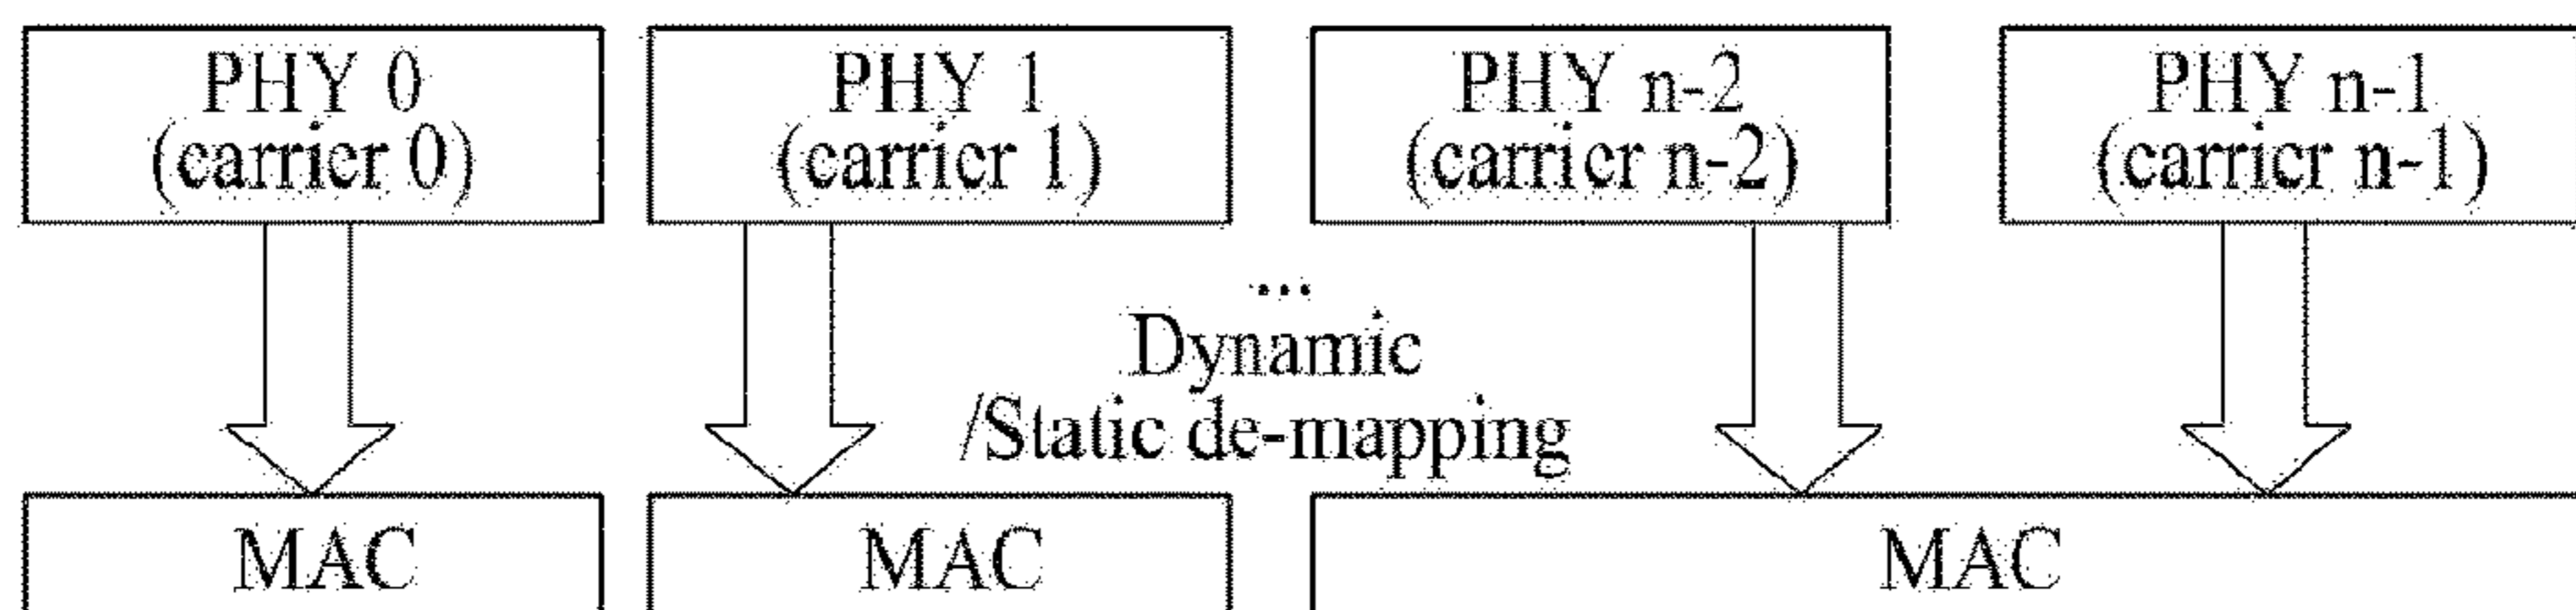 PHY 0
(carrier 0)
PHY 1
(carrier 1)
PHY n-2
(carrier n-2)
PHY n-1
(carrier n-1)
...
Dynamic
/Static de-mapping
MAC
MAC
MAC